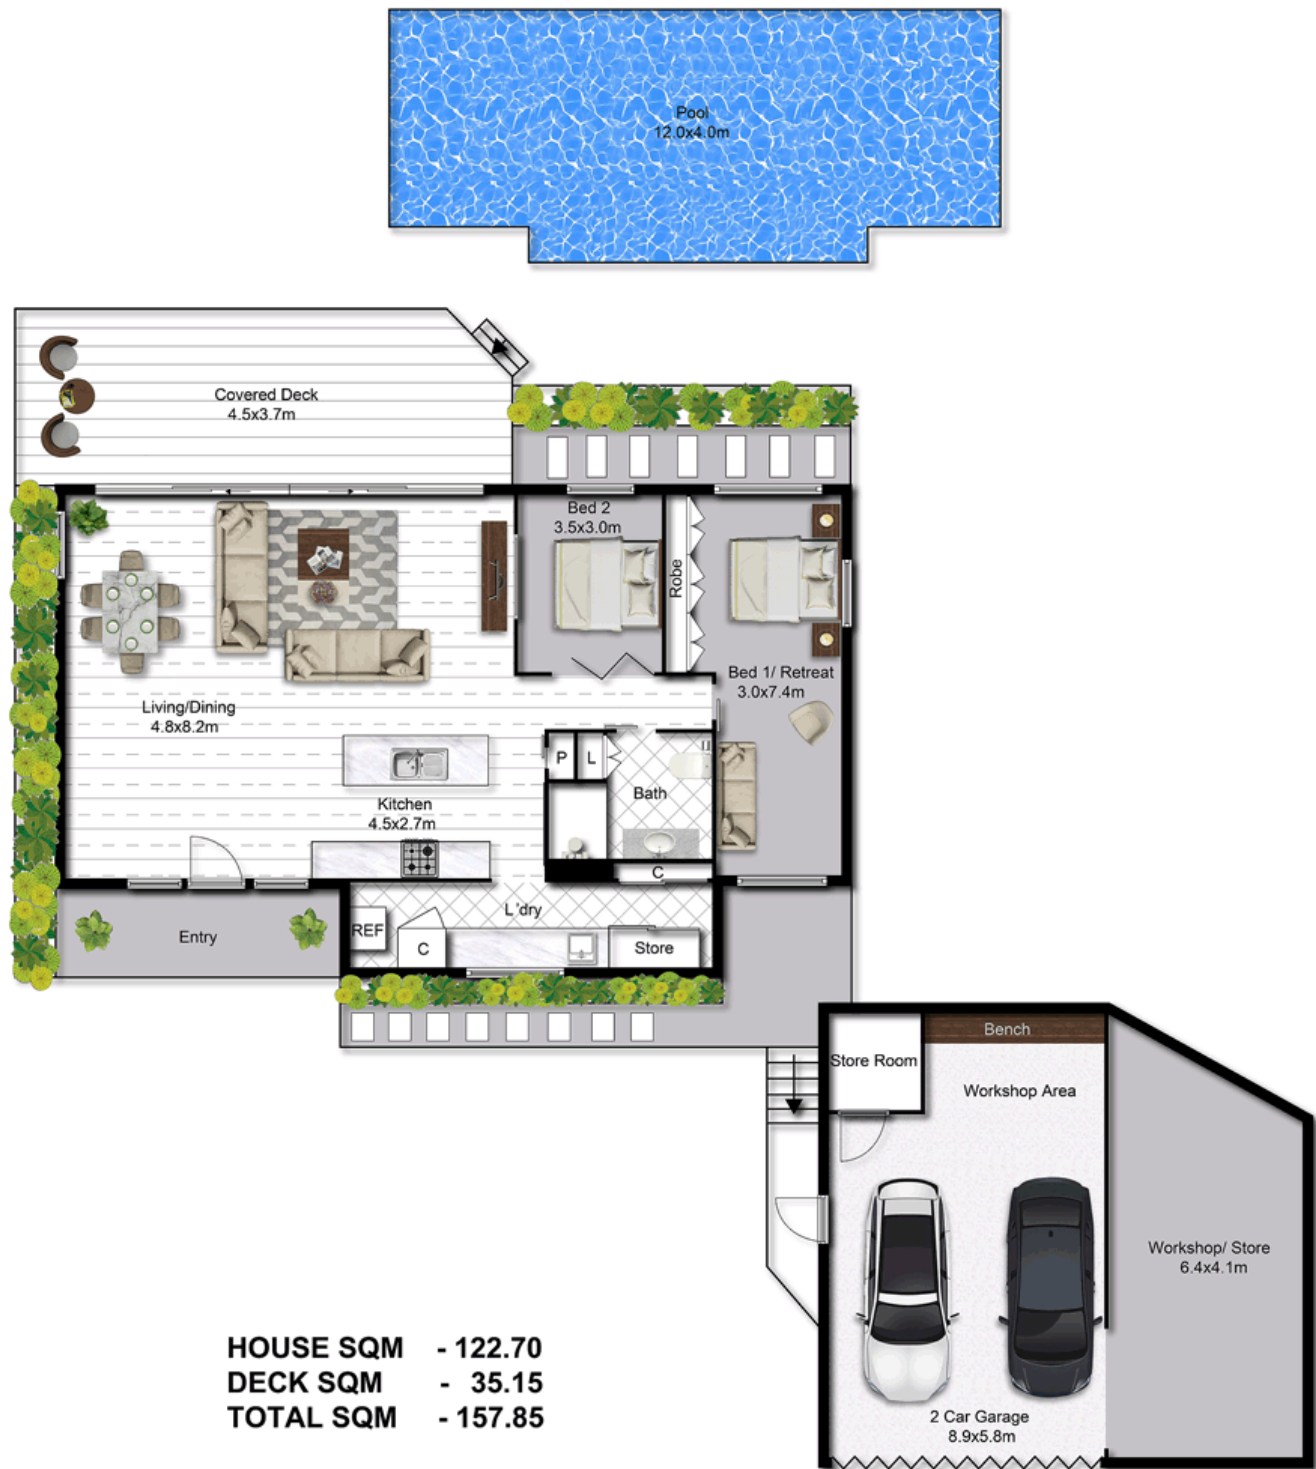 Pool
12.0x4.0m
Covered Deck
4.5x3.7m
Bed 2
3.5x3.0m
Robe
Bed 1/ Retreat
3.0x7.4m
Living/Dining
4.8x8.2m
P
L
Bath
Kitchen
4.5x2.7m
C
L'dry
REF
C
Store
Entry
Bench
Store Room
Workshop Area
Workshop/ Store
6.4x4.1m
2 Car Garage
8.9x5.8m
HOUSE SQM - 122.70
DECK SQM - 35.15
TOTAL SQM - 157.85